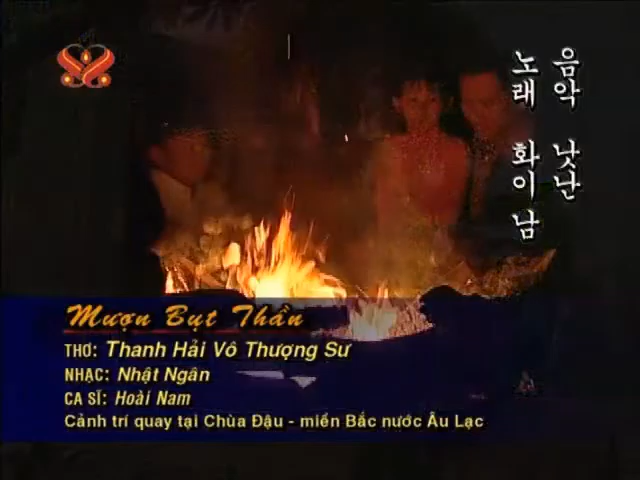 음악 낫난
노래 화이남
Mượn Bụt Thần
THƠ: Thanh Hải Vô Thượng Sư
NHẠC: Nhật Ngân
CA SĨ: Hoài Nam
Cảnh trí quay tại Chùa Đậu - miền Bắc nước Âu Lạc